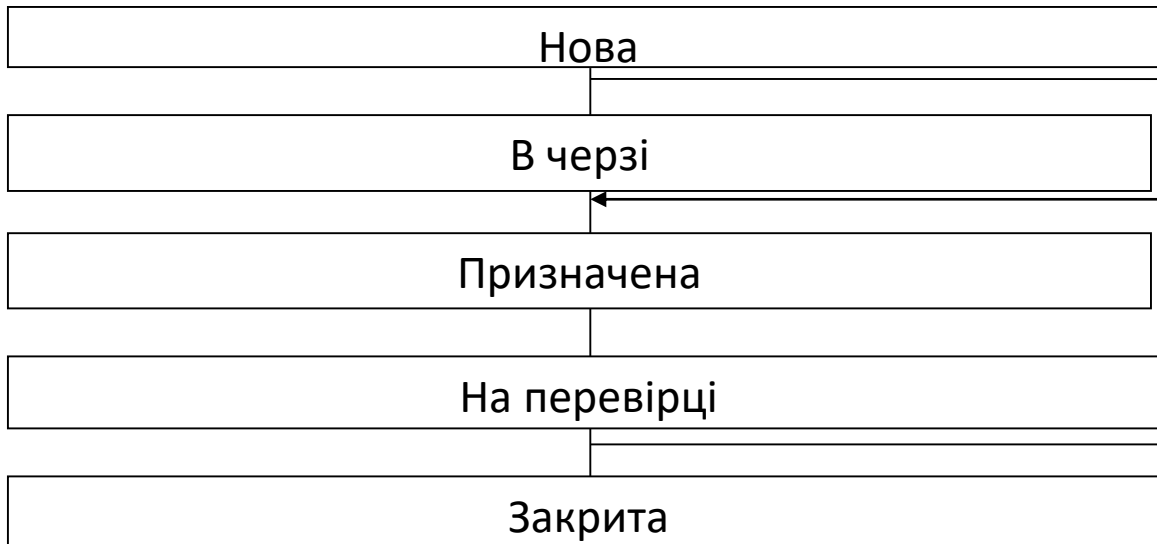 Нова
В черзі
Призначена
На перевірці
Закрита